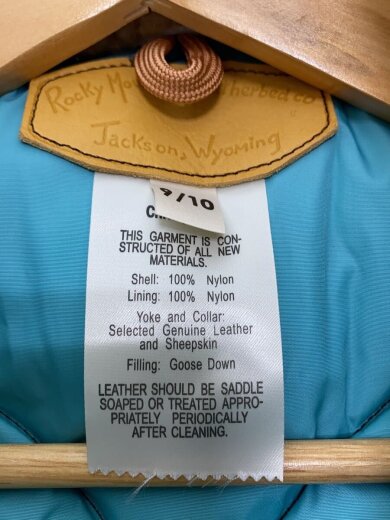 Rocky Mo
therbed co
Jackson, Wyoming
9/10
THIS GARMENT IS CON-
STRUCTED OF ALL NEW
MATERIALS.
Shell: 100% Nylon
Lining: 100% Nylon
Yoke and Collar:
Selected Genuine Leather
and Sheepskin
Filling: Goose Down
LEATHER SHOULD BE SADDLE
SOAPED OR TREATED APPRO-
PRIATELY PERIODICALLY
AFTER CLEANING.